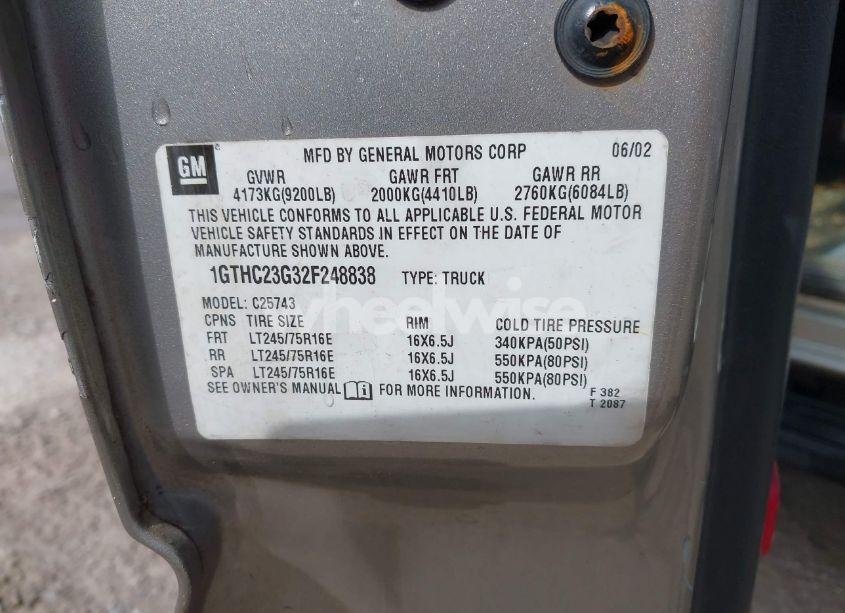 GM
MFD BY GENERAL MOTORS CORP 06/02
GVWR GAWR FRT GAWR RR
4173KG(9200LB) 2000KG(4410LB) 2760KG(6084LB)
THIS VEHICLE CONFORMS TO ALL APPLICABLE U.S. FEDERAL MOTOR
VEHICLE SAFETY STANDARDS IN EFFECT ON THE DATE OF
MANUFACTURE SHOWN ABOVE.
1GTHC23G32F248838 TYPE: TRUCK
MODEL: C25743
wheelwise
CPNS TIRE SIZE RIM COLD TIRE PRESSURE
FRT LT245/75R16E 16X6.5J 340KPA(50PSI)
RR LT245/75R16E 16X6.5J 550KPA(80PSI)
SPA LT245/75R16E 16X6.5J 550KPA(80PSI)
SEE OWNER'S MANUAL FOR MORE INFORMATION.
F 382
T 2087